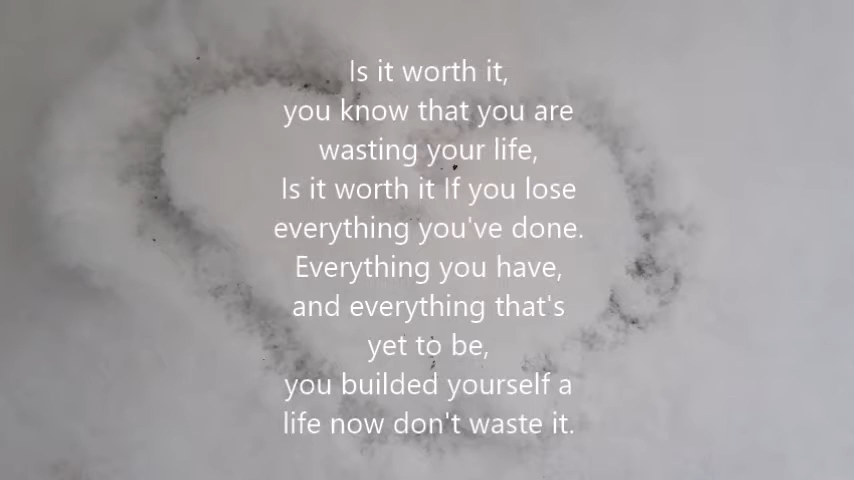 Is it worth it,
you know that you are
wasting your life,
Is it worth it If you lose
everything you've done.
Everything you have,
and everything that's
yet to be,
you builded yourself a
life now don't waste it.